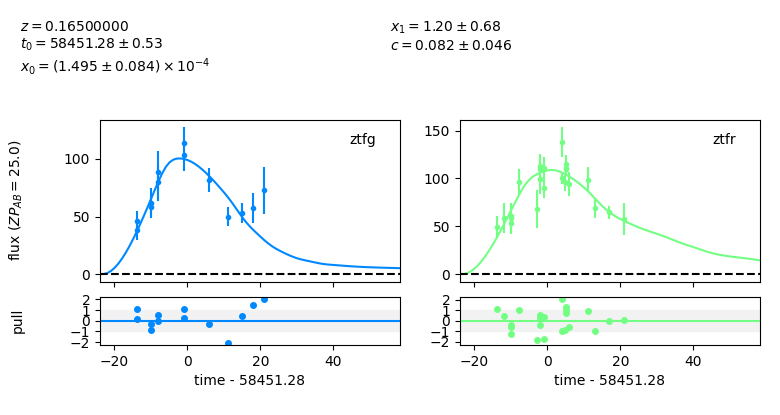 z = 0.16500000
t₀ = 58451.28 ± 0.53
x₀ = (1.495 ± 0.084) × 10⁻⁴
x₁ = 1.20 ± 0.68
c = 0.082 ± 0.046
flux (ZP_AB = 25.0)
100
50
0
ztfg
150
100
50
0
ztfr
pull
2
1
0
−1
−2
2
1
0
−1
−2
−20 0 20 40
−20 0 20 40
time - 58451.28
time - 58451.28